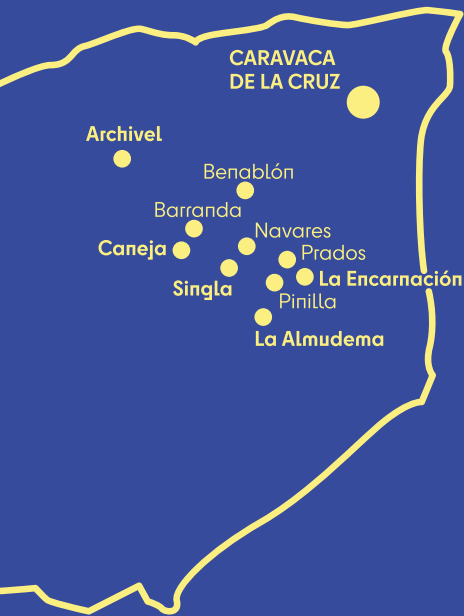 CARAVACA
DE LA CRUZ
Archivel
Benablón
Barranda
Navares
Caneja
Prados
La Encarnación
Singla
Pinilla
La Almudema